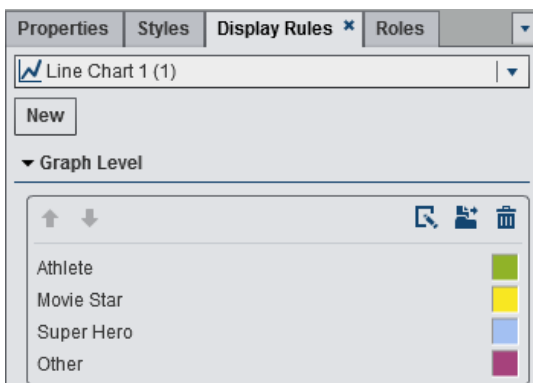 Properties Styles Display Rules Roles
Line Chart 1 (1)
New
Graph Level
Athlete
Movie Star
Super Hero
Other